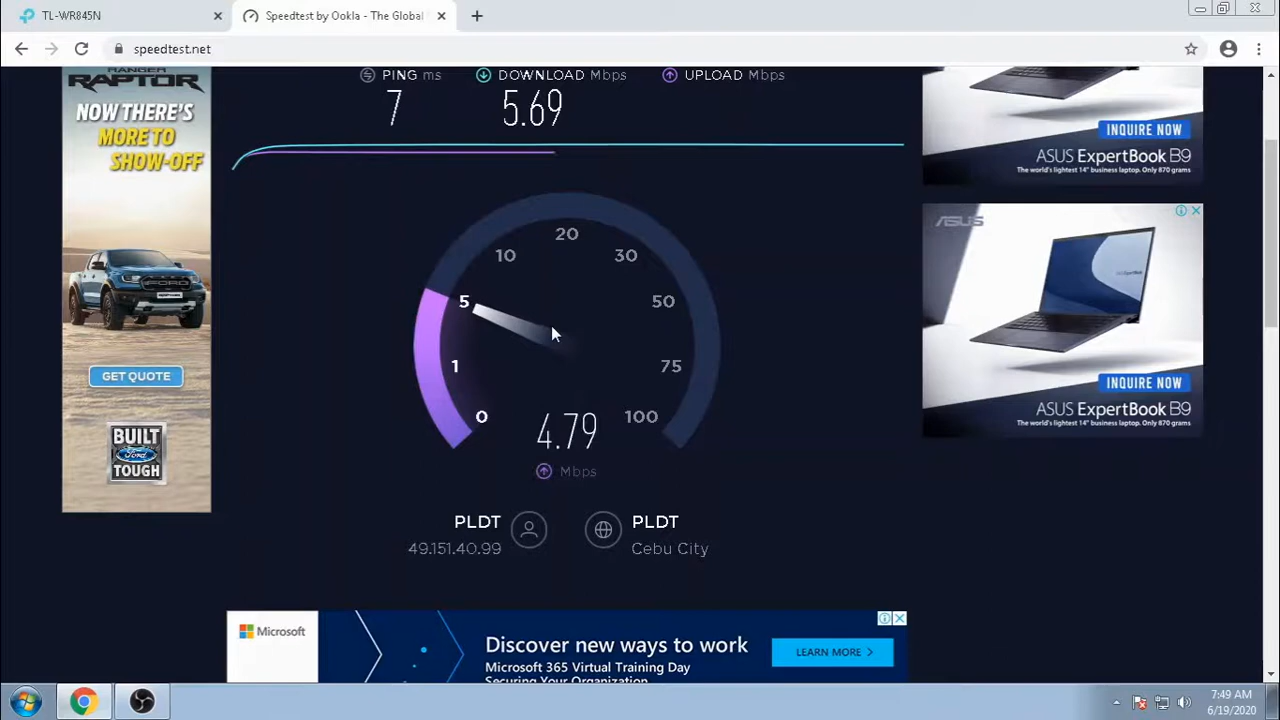 TL-WR845N
Speedtest by Ookla - The Global
speedtest.net
RANGER
RAPTOR
NOW THERE'S
MORE TO
SHOW-OFF
FORD
GET QUOTE
BUILT
Ford
TOUGH
PING ms
DOWNLOAD Mbps
UPLOAD Mbps
7
5.69
0
1
5
10
20
30
50
75
100
4.79
Mbps
PLDT
49.151.40.99
PLDT
Cebu City
INQUIRE NOW
ASUS ExpertBook B9
The world's lightest 14" business laptop. Only 870 grams
ASUS
INQUIRE NOW
ASUS ExpertBook B9
The world's lightest 14" business laptop. Only 870 grams
Microsoft
Discover new ways to work
Microsoft 365 Virtual Training Day
Securing Your Organization
LEARN MORE
7:49 AM
6/19/2020